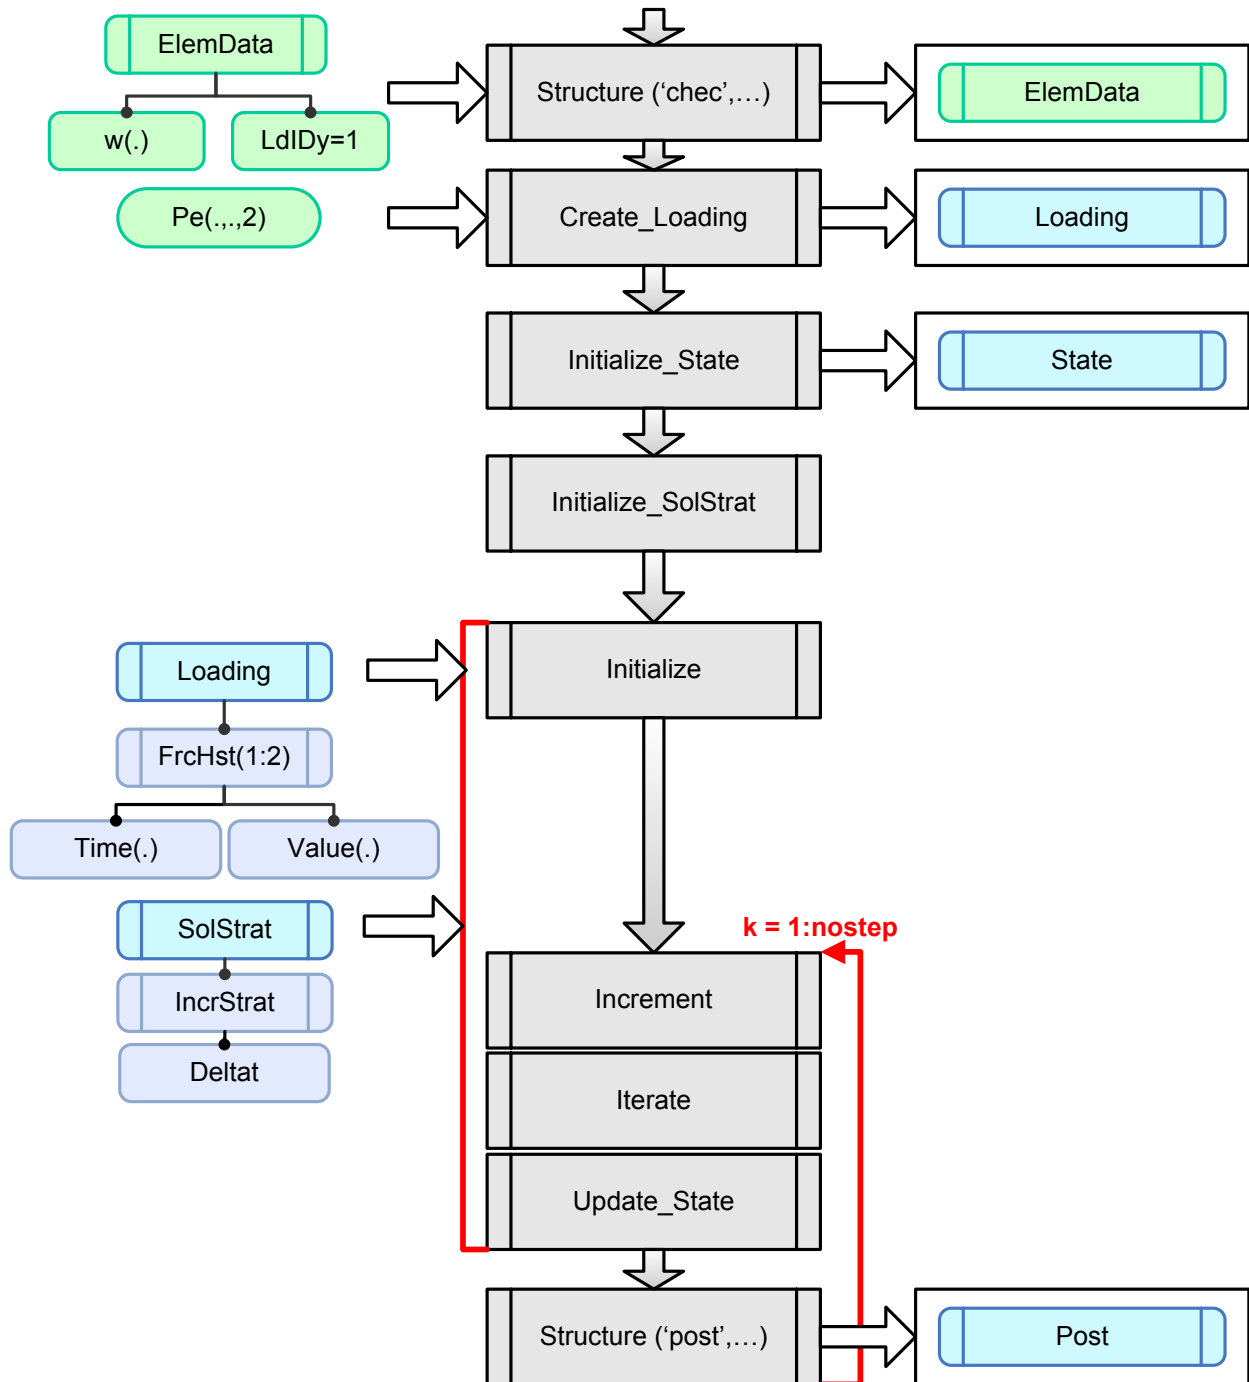 ElemData
w(.)
LdIDy=1
Structure (‘chec’,…)
ElemData
Pe(.,.,2)
Create_Loading
Loading
Initialize_State
State
Initialize_SolStrat
Initialize
Loading
FrcHst(1:2)
Time(.)
Value(.)
SolStrat
IncrStrat
Deltat
k = 1:nostep
Increment
Iterate
Update_State
Structure (‘post’,…)
Post